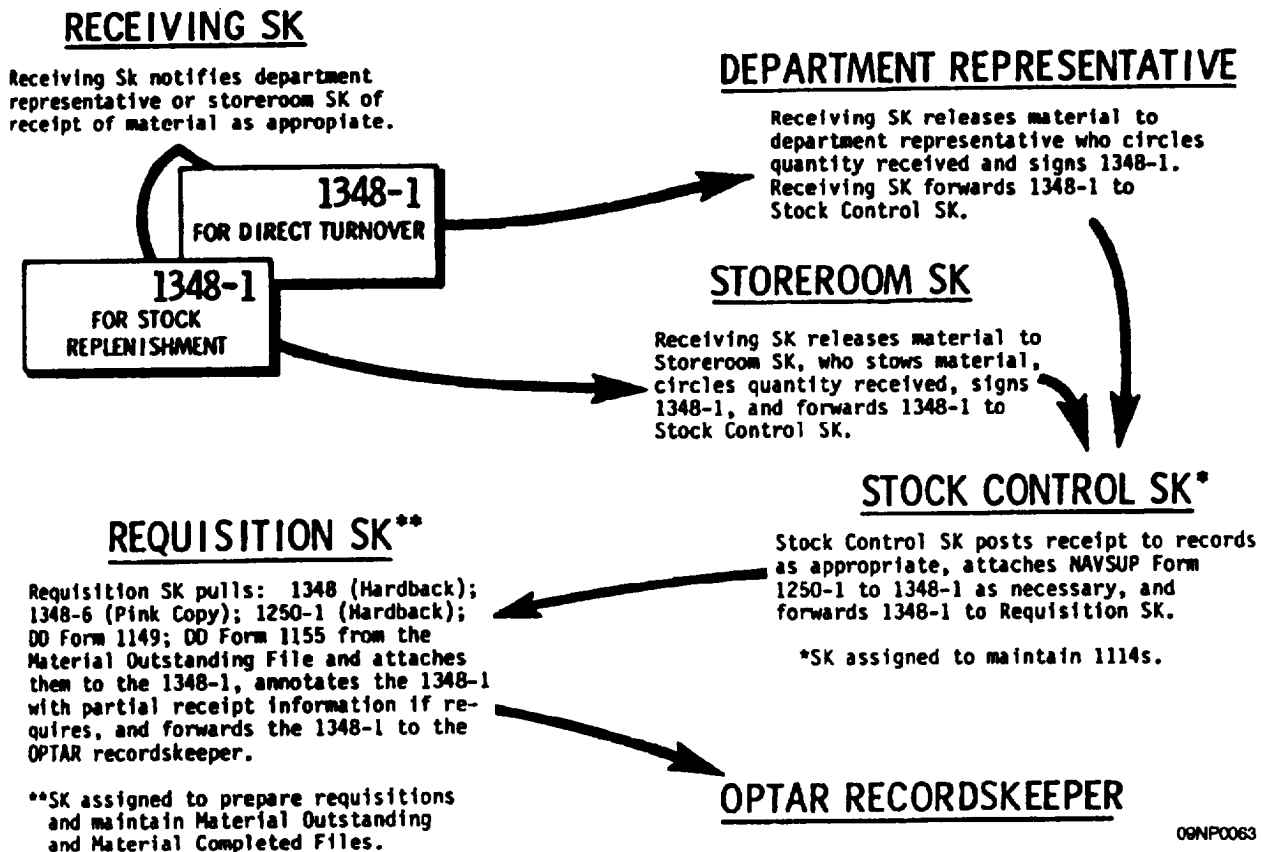 RECEIVING SK
Receiving Sk notifies department
representative or storeroom SK of
receipt of material as appropiate.
1348-1
FOR DIRECT TURNOVER
1348-1
FOR STOCK
REPLENISHMENT
DEPARTMENT REPRESENTATIVE
Receiving SK releases material to
department representative who circles
quantity received and signs 1348-1.
Receiving SK forwards 1348-1 to
Stock Control SK.
STOREROOM SK
Receiving SK releases material to
Storeroom SK, who stows material,
circles quantity received, signs
1348-1, and forwards 1348-1 to
Stock Control SK.
STOCK CONTROL SK*
Stock Control SK posts receipt to records
as appropriate, attaches NAVSUP Form
1250-1 to 1348-1 as necessary, and
forwards 1348-1 to Requisition SK.
*SK assigned to maintain 1114s.
REQUISITION SK**
Requisition SK pulls: 1348 (Hardback);
1348-6 (Pink Copy); 1250-1 (Hardback);
DD Form 1149; DD Form 1155 from the
Material Outstanding File and attaches
them to the 1348-1, annotates the 1348-1
with partial receipt information if re-
quires, and forwards the 1348-1 to the
OPTAR recordskeeper.
**SK assigned to prepare requisitions
and maintain Material Outstanding
and Material Completed Files.
OPTAR RECORDSKEEPER
09NP0063